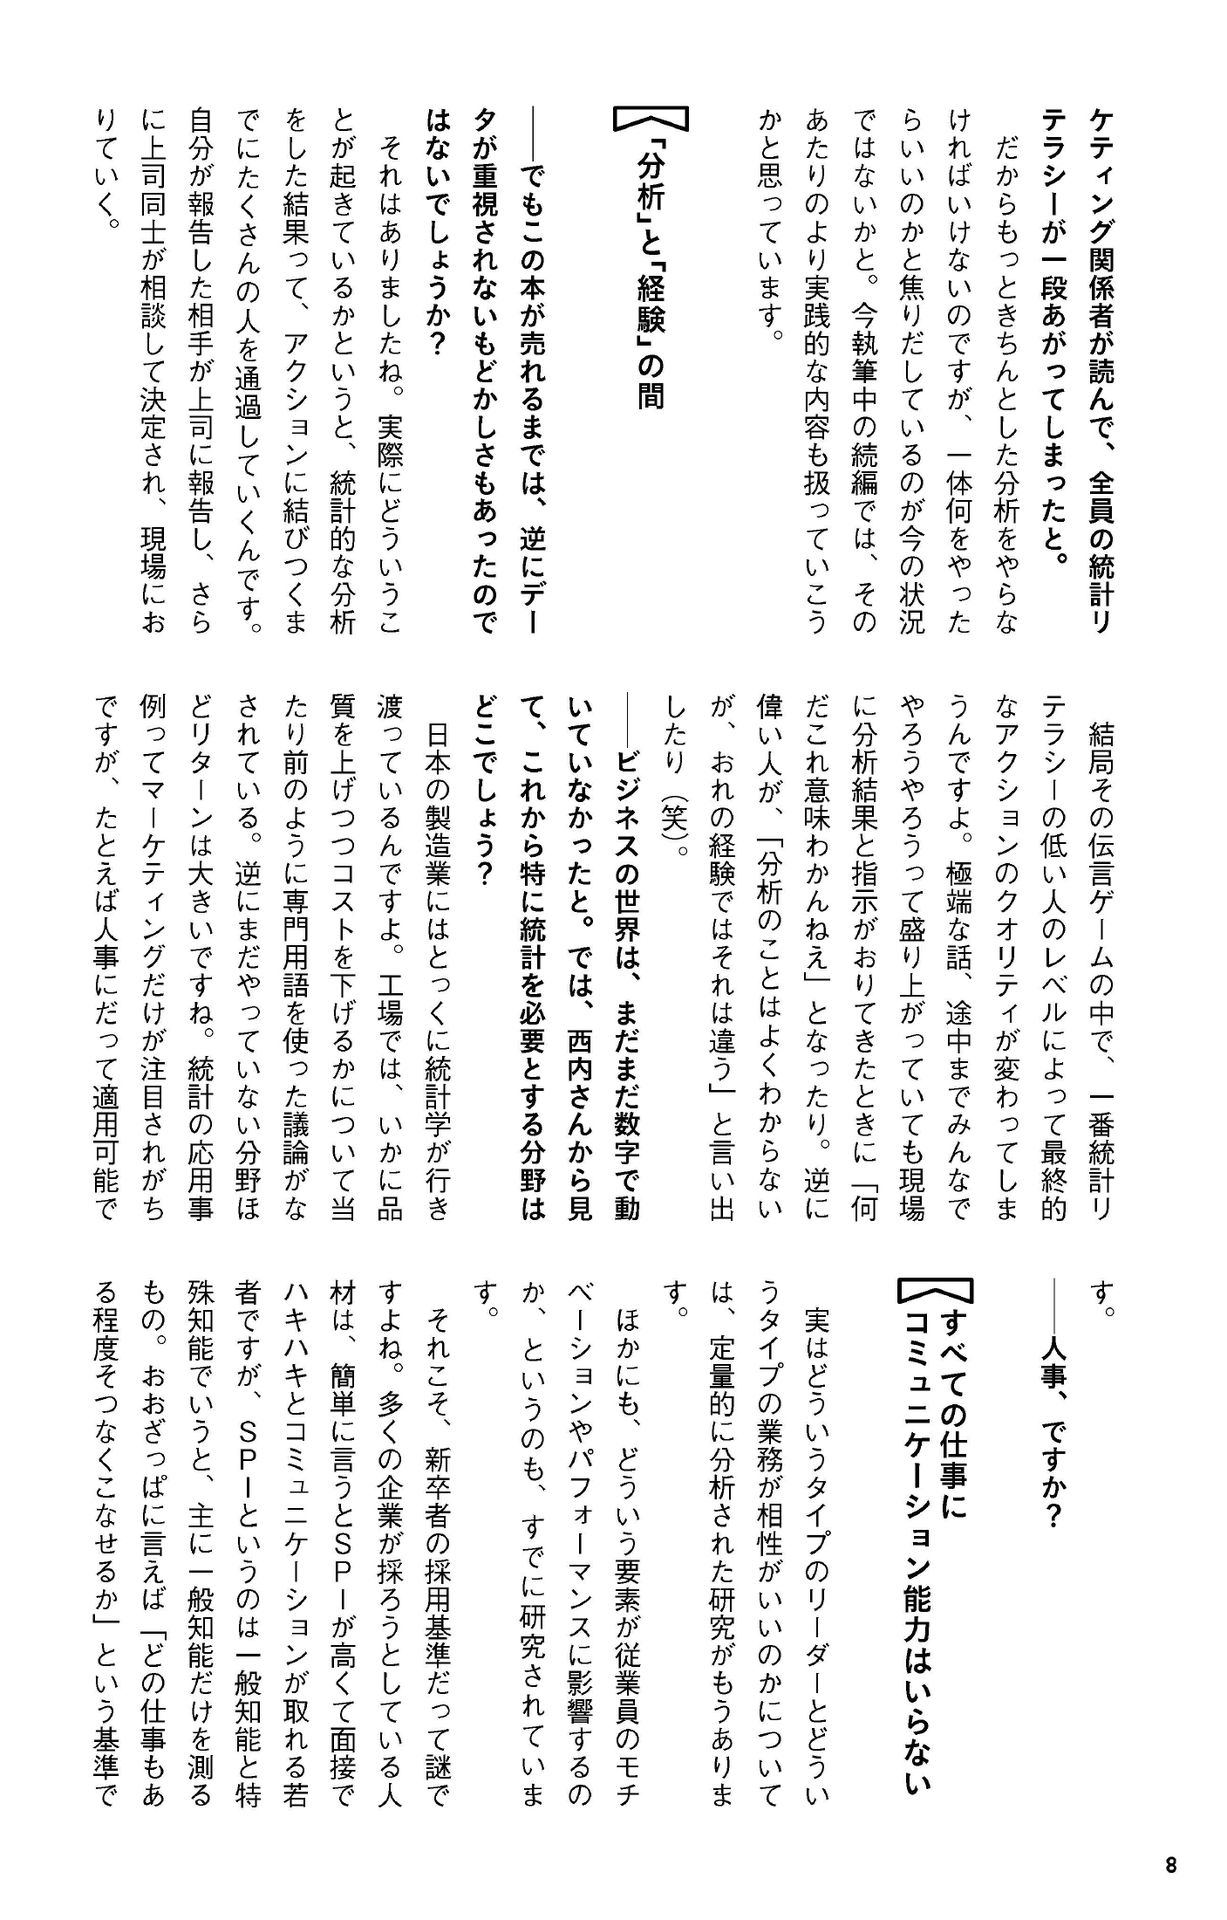 ケティング関係者が読んで、全員の統計リ
テラシーが一段あがってしまったと。
　だからもっときちんとした分析をやらな
ければいけないのですが、一体何をやった
らいいのかと焦りだしているのが今の状況
ではないかと。今執筆中の続編では、その
あたりのより実践的な内容も扱っていこう
かと思っています。
「分析」と「経験」の間
――でもこの本が売れるまでは、逆にデー
タが重視されないもどかしさもあったので
はないでしょうか？
　それはありましたね。実際にどういうこ
とが起きているかというと、統計的な分析
をした結果って、アクションに結びつくま
でにたくさんの人を通過していくんです。
自分が報告した相手が上司に報告し、さら
に上司同士が相談して決定され、現場にお
りていく。
　結局その伝言ゲームの中で、一番統計リ
テラシーの低い人のレベルによって最終的
なアクションのクオリティが変わってしま
うんですよ。極端な話、途中までみんなで
やろうやろうって盛り上がっていても現場
に分析結果と指示がおりてきたときに「何
だこれ意味わかんねえ」となったり。逆に
偉い人が、「分析のことはよくわからない
が、おれの経験ではそれは違う」と言い出
したり（笑）。
――ビジネスの世界は、まだまだ数字で動
いていなかったと。では、西内さんから見
て、これから特に統計を必要とする分野は
どこでしょう？
　日本の製造業にはとっくに統計学が行き
渡っているんですよ。工場では、いかに品
質を上げつつコストを下げるかについて当
たり前のように専門用語を使った議論がな
されている。逆にまだやっていない分野ほ
どリターンは大きいですね。統計の応用事
例ってマーケティングだけが注目されがち
ですが、たとえば人事にだって適用可能で
す。
――人事、ですか？
すべての仕事に
コミュニケーション能力はいらない
　実はどういうタイプのリーダーとどうい
うタイプの業務が相性がいいのかについて
は、定量的に分析された研究がもうありま
す。
　ほかにも、どういう要素が従業員のモチ
ベーションやパフォーマンスに影響するの
か、というのも、すでに研究されていま
す。
　それこそ、新卒者の採用基準だって謎で
すよね。多くの企業が採ろうとしている人
材は、簡単に言うとＳＰＩが高くて面接で
ハキハキとコミュニケーションが取れる若
者ですが、ＳＰＩというのは一般知能と特
殊知能でいうと、主に一般知能だけを測る
もの。おおざっぱに言えば「どの仕事もあ
る程度そつなくこなせるか」という基準で
8